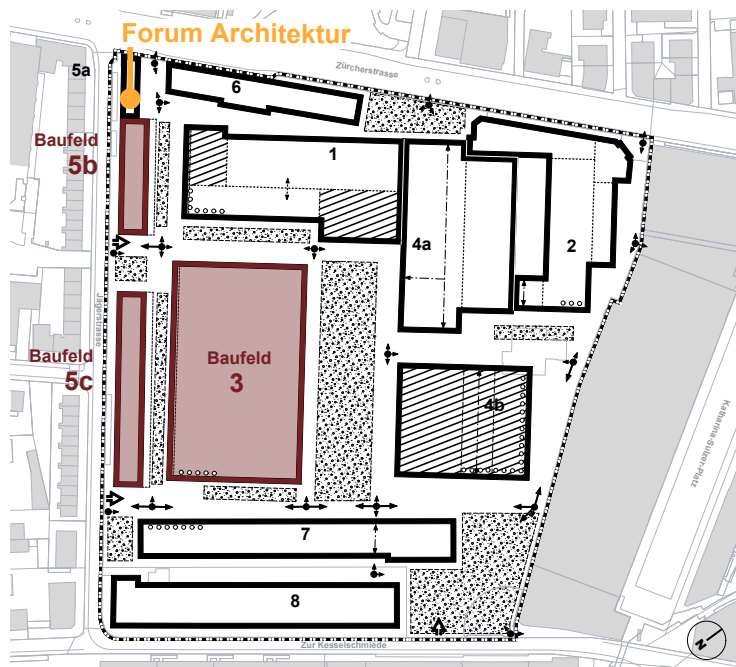 Forum Architektur
5a
Zürcherstrasse
6
Baufeld
5b
1
4a
2
Jägerstrasse
Baufeld
5c
Baufeld
3
4b
Katharina-Sulzer-Platz
7
8
Zur Kesselschmiede
N